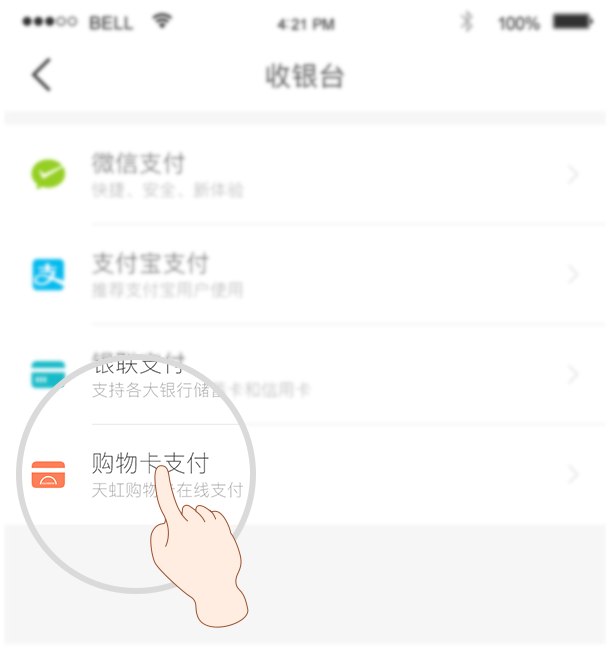 BELL 4:21 PM 100%
收银台
微信支付
快捷、安全、新体验
支付宝支付
推荐支付宝用户使用
银联支付
支持各大银行储蓄卡和信用卡
购物卡支付
天虹购物卡在线支付